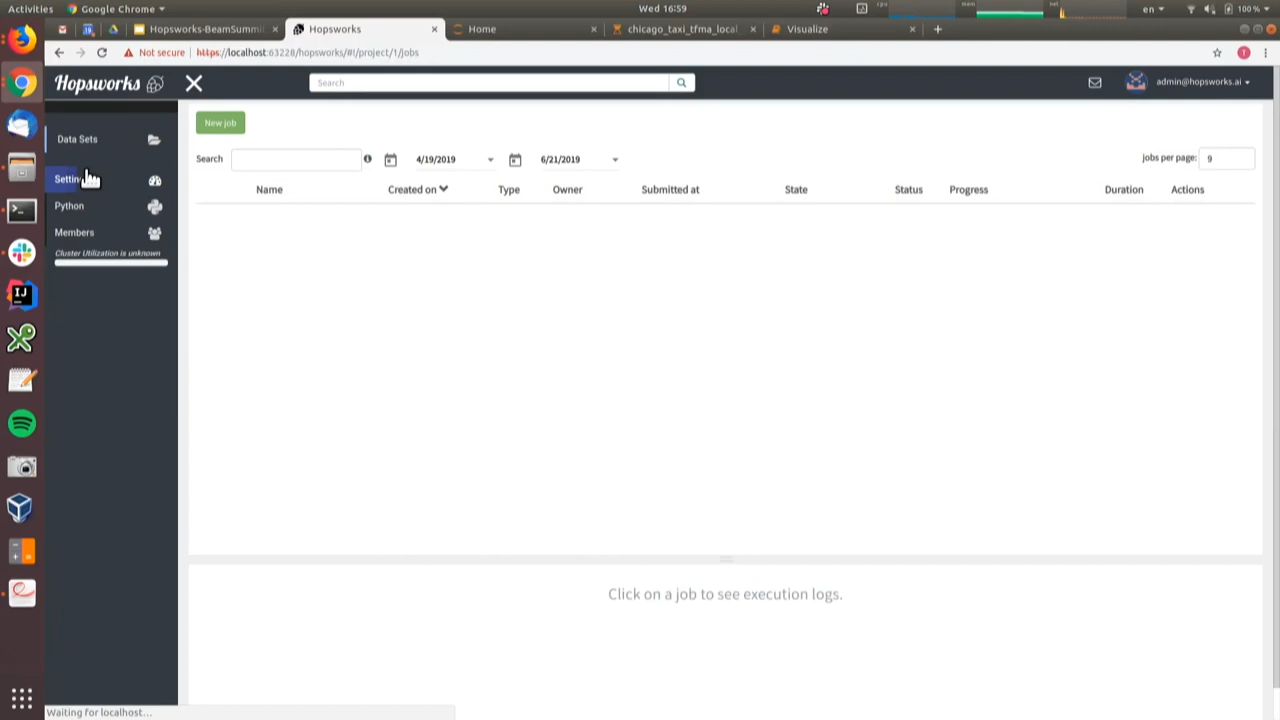 Activities Google Chrome Wed 16:59 en 100 %
Hopsworks-BeamSummi Hopsworks Home chicago_taxi_tfma_local Visualize
Not secure https://localhost:63228/hopsworks/#!/project/1/jobs
Hopsworks Search admin@hopsworks.ai
New job
Data Sets
Search 4/19/2019 6/21/2019 jobs per page: 9
Settin
Name Created on Type Owner Submitted at State Status Progress Duration Actions
Python
Members
Cluster Utilization is unknown
Click on a job to see execution logs.
Waiting for localhost...